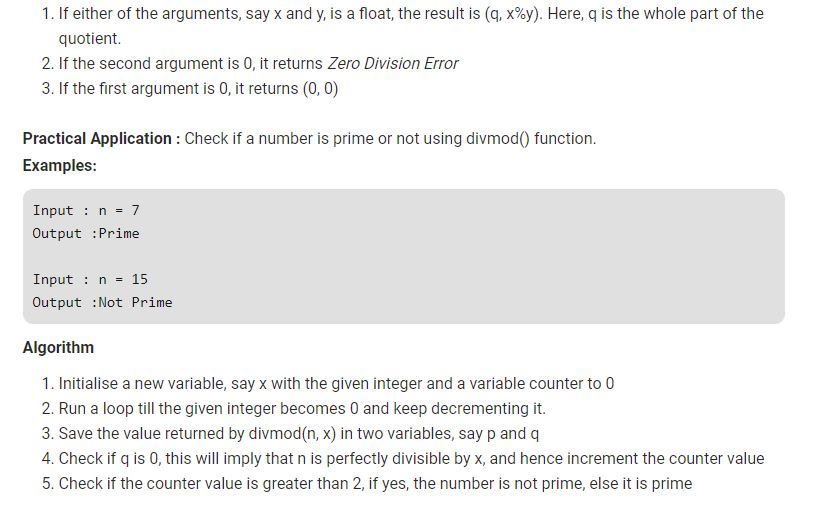 1. If either of the arguments, say x and y, is a float, the result is (q, x%y). Here, q is the whole part of the
quotient.
2. If the second argument is 0, it returns Zero Division Error
3. If the first argument is 0, it returns (0, 0)
Practical Application : Check if a number is prime or not using divmod() function.
Examples:
Input : n = 7
Output :Prime
Input : n = 15
Output :Not Prime
Algorithm
1. Initialise a new variable, say x with the given integer and a variable counter to 0
2. Run a loop till the given integer becomes 0 and keep decrementing it.
3. Save the value returned by divmod(n, x) in two variables, say p and q
4. Check if q is 0, this will imply that n is perfectly divisible by x, and hence increment the counter value
5. Check if the counter value is greater than 2, if yes, the number is not prime, else it is prime